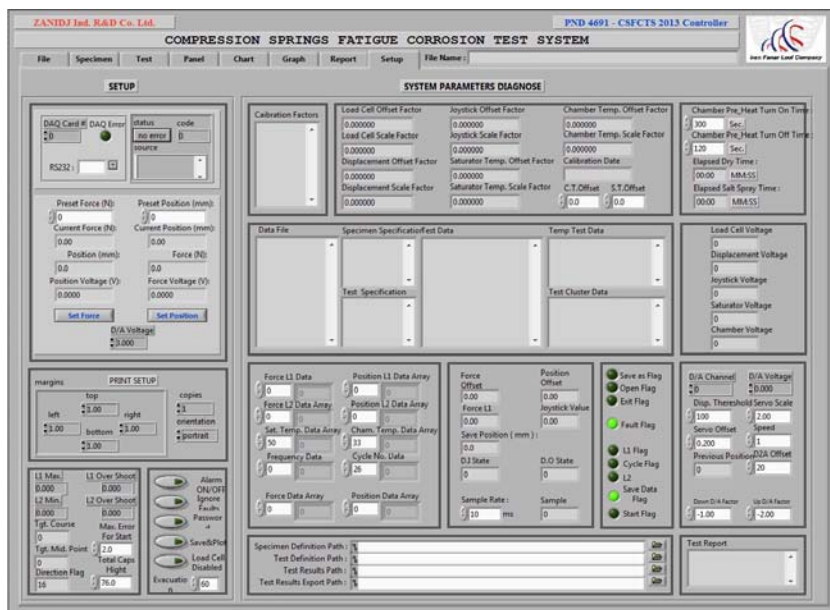 ZANIDJ Ind. R&D Co. Ltd.
PND 4691 - CSFCTS 2013 Controller
COMPRESSION SPRINGS FATIGUE CORROSION TEST SYSTEM
Iran Fanar Loul Company
File Specimen Test Panel Chart Graph Report Setup File Name :
SETUP
SYSTEM PARAMETERS DIAGNOSE
DAQ Card # DAQ Error status code
0 no error 0
source
RS232 :
Preset Force (N): Preset Position (mm):
0 0
Current Force (N): Current Position (mm):
0.00 0.00
Position (mm): Force (N):
0.0 0.0
Position Voltage (V): Force Voltage (V):
0.0000 0.0000
Set Force Set Position
D/A Voltage
3.000
margins PRINT SETUP
top copies
1.00 1
left right orientation
1.00 bottom 1.00 portrait
1.00
L1 Max. L1 Over Shoot
0.000 0.000
L2 Min. L2 Over Shoot
0.000 0.000
Tgt. Course Max. Error
0 For Start
Tgt. Mid. Point 2.0
0 Total Caps
Direction Flag Hight
16 76.0
Alarm
ON/OFF
Ignore
Faults
Passwor
d
Save&Plot
Load Cell
Disabled
Evacuatio
n 60
Calibration Factors
Load Cell Offset Factor Joystick Offset Factor Chamber Temp. Offset Factor
0.000000 0.000000 0.000000
Load Cell Scale Factor Joystick Scale Factor Chamber Temp. Scale Factor
0.000000 0.000000 0.000000
Displacement Offset Factor Saturator Temp. Offset Factor Calibration Date
0.000000 0.000000
Displacement Scale Factor Saturator Temp. Scale Factor C.T.Offset S.T.Offset
0.000000 0.000000 0.0 0.0
Chamber Pre_Heat Turn On Time :
300 Sec.
Chamber Pre_Heat Turn Off Time :
120 Sec.
Elapsed Dry Time :
00:00 MM:SS
Elapsed Salt Spray Time :
00:00 MM:SS
Data File Specimen Specification Test Data Temp Test Data
Test Specification Test Cluster Data
Load Cell Voltage
0
Displacement Voltage
0
Joystick Voltage
0
Saturator Voltage
0
Chamber Voltage
0
Force L1 Data Position L1 Data Array
0 0 0 0
Force L2 Data Array Position L2 Data Array
0 0 0 0
Sat. Temp. Data Array Cham. Temp. Data Array
50 0 33 0
Frequency Data Cycle No. Data
0 0 26 0
Force Data Array Position Data Array
0 0 0 0
Force Position
Offset Offset
0.00 0.00
Force L1 Joystick Value
0.00 0.00
Save Position ( mm ) :
0.0
D.I State D.O State
0 0
Sample Rate : Sample
10 ms 0
Save as Flag
Open Flag
Exit Flag
Fault Flag
L1 Flag
Cycle Flag
L2
Save Data
Flag
Start Flag
D/A Channel D/A Voltage
0 0.000
Disp. Thereshold Servo Scale
100 2.00
Servo Offset Speed
0.200 1
Previous Position D2A Offset
0 20
Down D/A Factor Up D/A Factor
-1.00 -2.00
Specimen Definition Path :
Test Definition Path :
Test Results Path :
Test Results Export Path :
Test Report